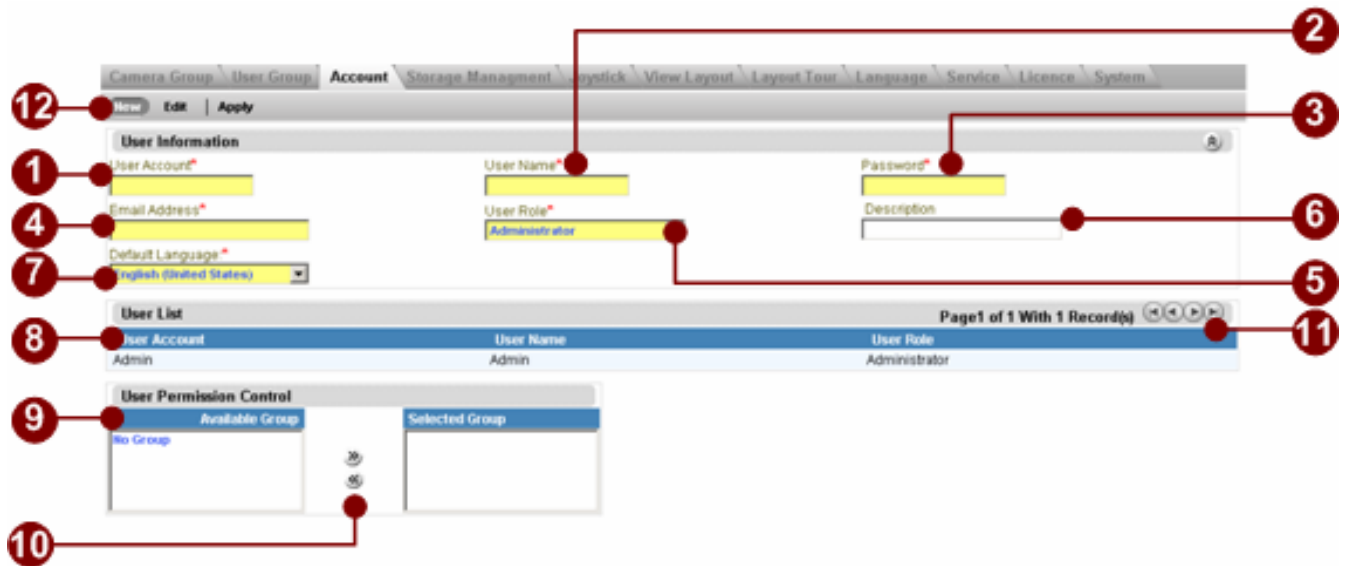 2
Camera Group User Group Account Storage Managment Joystick View Layout Layout Tour Language Service Licence System
12 New Edit | Apply
3
User Information
1 User Account* User Name* Password*
4 Email Address* User Role* Description 6
Administrator
Default Language:*
7 English (United States) 5
User List Page1 of 1 With 1 Record(s)
8 User Account User Name User Role 11
Admin Admin Administrator
User Permission Control
9 Available Group Selected Group
No Group
10